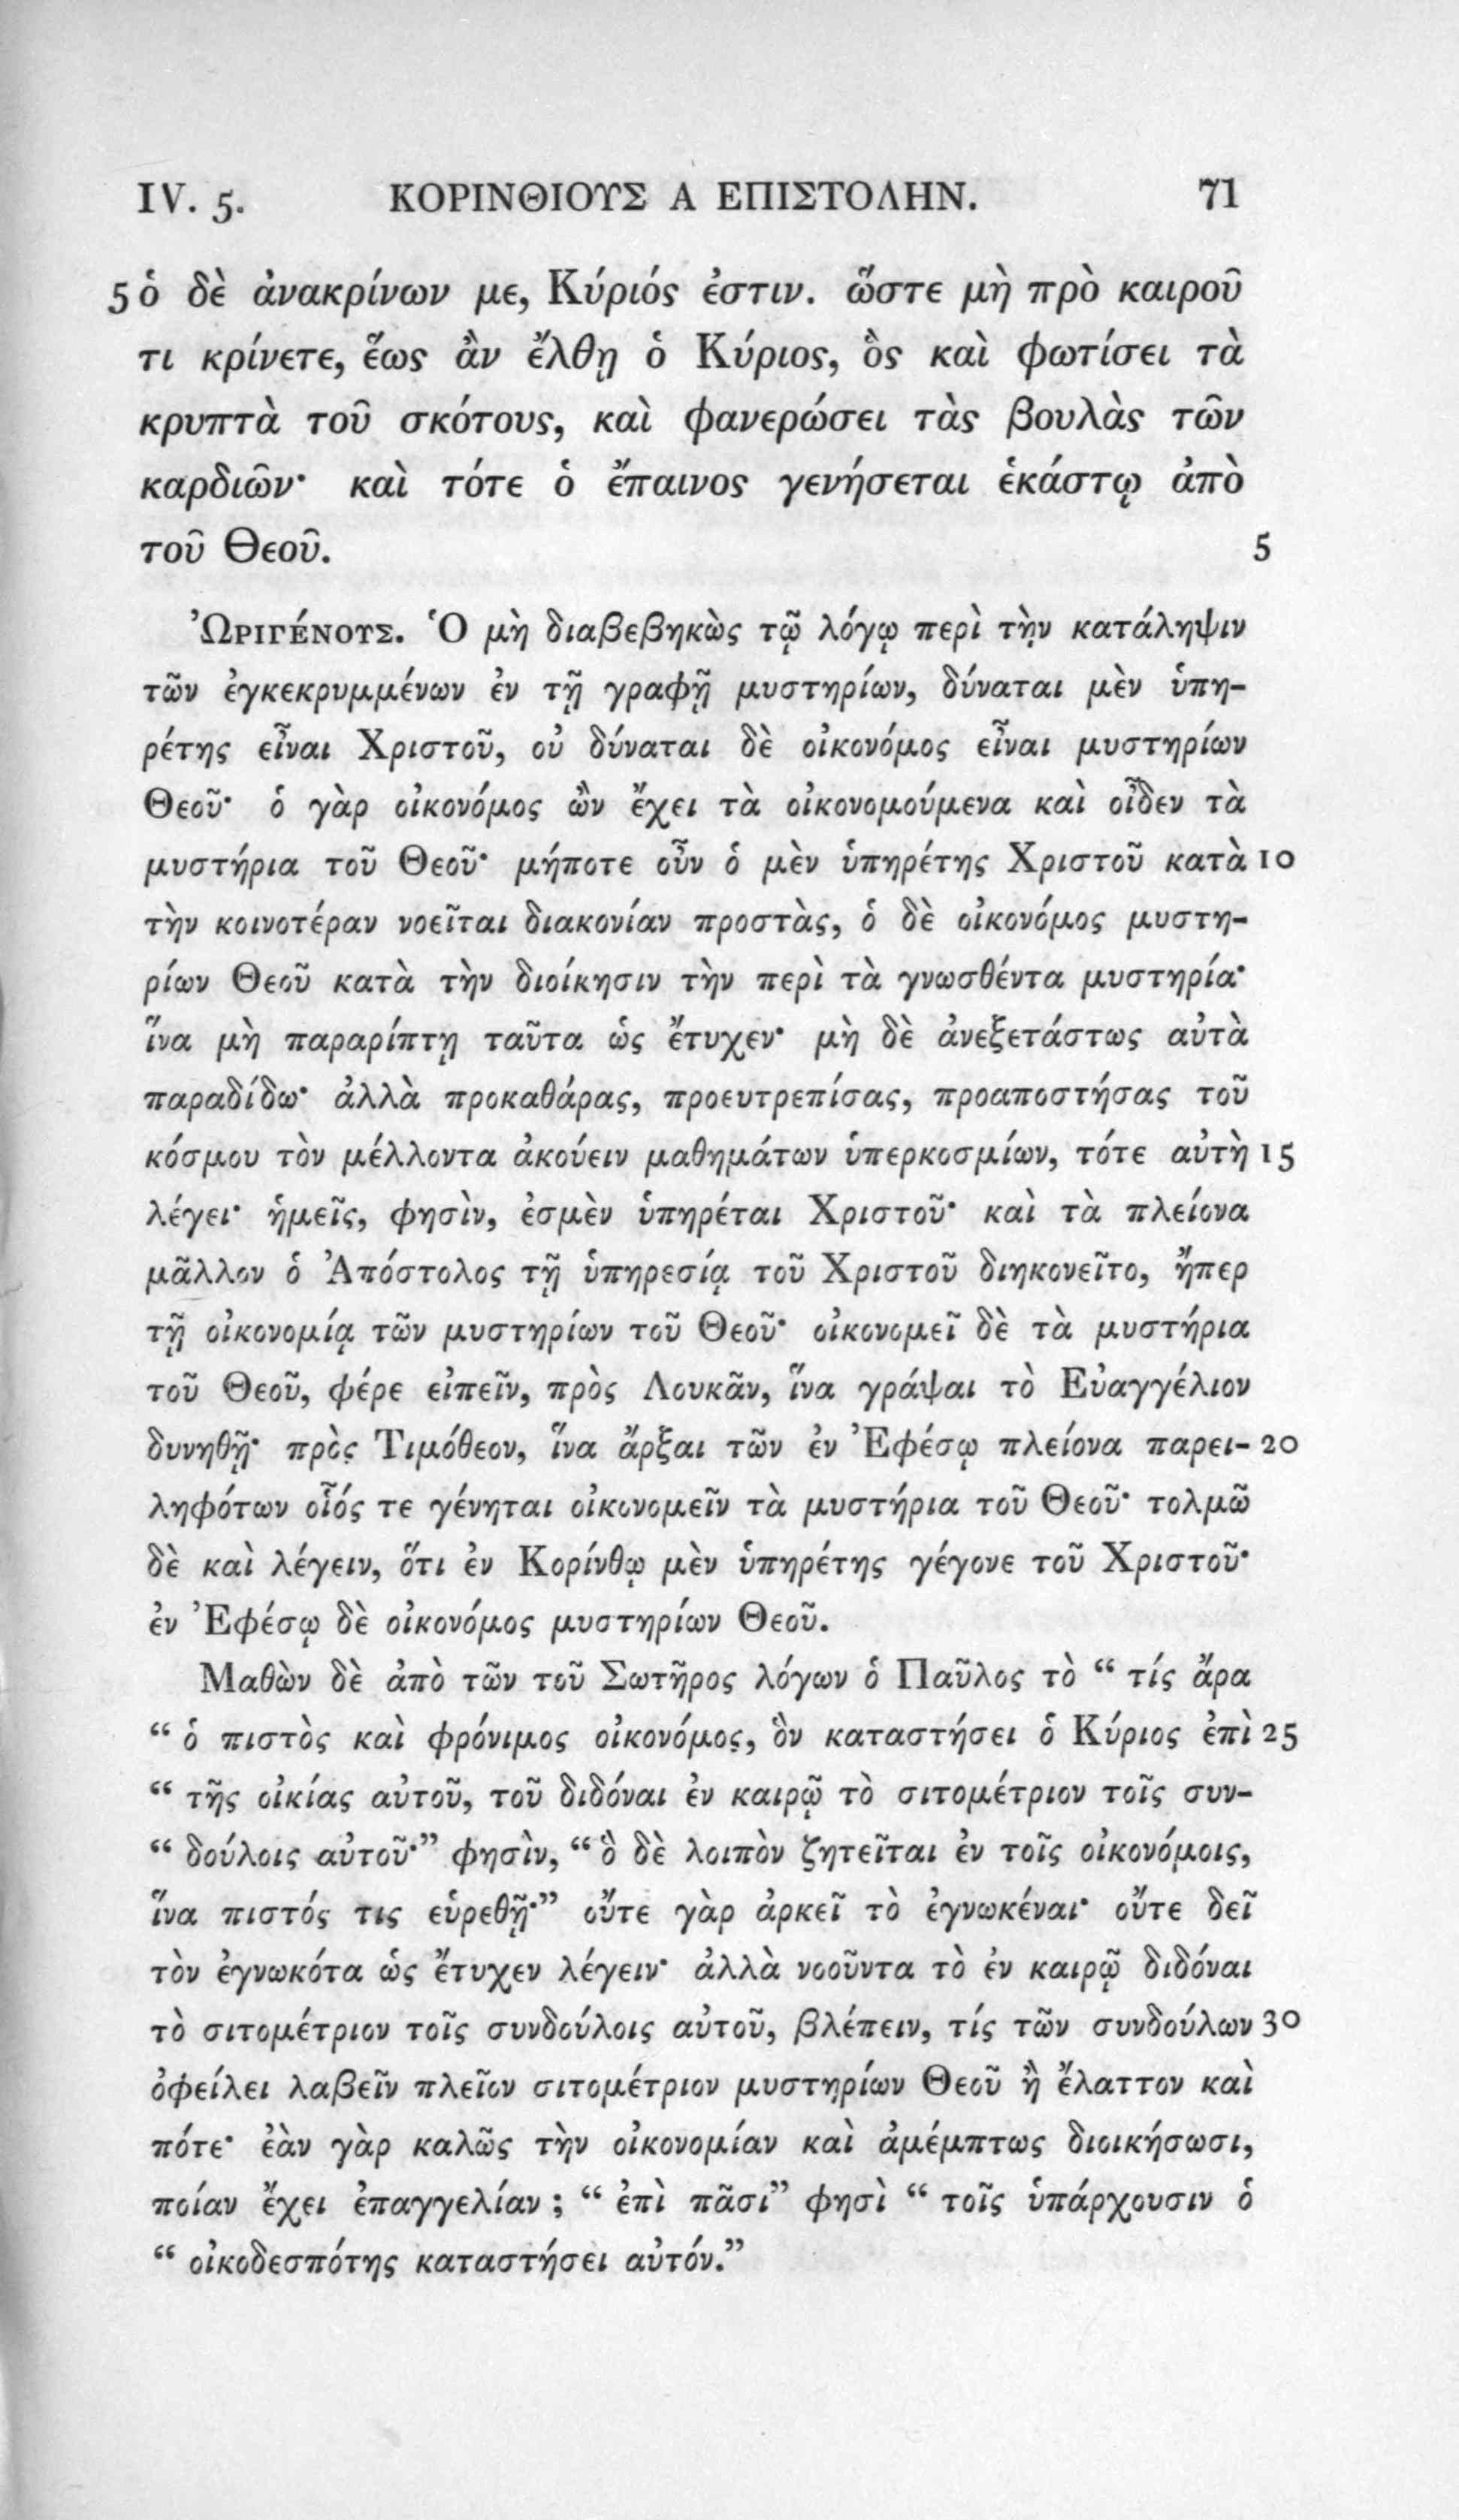 IV. 5. ΚΟΡΙΝΘΙΟΥΣ Α ΕΠΙΣΤΟΛΗΝ. 71
5 ὁ δὲ ἀνακρίνων με, Κύριός ἐστιν. ὥστε μὴ πρὸ καιροῦ
τι κρίνετε, ἕως ἂν ἔλθῃ ὁ Κύριος, ὃς καὶ φωτίσει τὰ
κρυπτὰ τοῦ σκότους, καὶ φανερώσει τὰς βουλὰς τῶν
καρδιῶν· καὶ τότε ὁ ἔπαινος γενήσεται ἑκάστῳ ἀπὸ
τοῦ Θεοῦ. 5
ὨΡΙΓΈΝΟΥΣ. Ὁ μὴ διαβεβηκὼς τῷ λόγῳ περὶ τὴν κατάληψιν
τῶν ἐγκεκρυμμένων ἐν τῇ γραφῇ μυστηρίων, δύναται μὲν ὑπη-
ρέτης εἶναι Χριστοῦ, οὐ δύναται δὲ οἰκονόμος εἶναι μυστηρίων
Θεοῦ· ὁ γὰρ οἰκονόμος ὢν ἔχει τὰ οἰκονομούμενα καὶ οἶδεν τὰ
μυστήρια τοῦ Θεοῦ· μήποτε οὖν ὁ μὲν ὑπηρέτης Χριστοῦ κατὰ 10
τὴν κοινοτέραν νοεῖται διακονίαν προστὰς, ὁ δὲ οἰκονόμος μυστη-
ρίων Θεοῦ κατὰ τὴν διοίκησιν τὴν περὶ τὰ γνωσθέντα μυστηρία·
ἵνα μὴ παραρίπτῃ ταῦτα ὡς ἔτυχεν· μὴ δὲ ἀνεξετάστως αὐτὰ
παραδίδω· ἀλλὰ προκαθάρας, προευτρεπίσας, προαποστήσας τοῦ
κόσμου τὸν μέλλοντα ἀκούειν μαθημάτων ὑπερκοσμίων, τότε αὐτὴ 15
λέγει· ἡμεῖς, φησὶν, ἐσμὲν ὑπηρέται Χριστοῦ· καὶ τὰ πλείονα
μᾶλλον ὁ Ἀπόστολος τῇ ὑπηρεσίᾳ τοῦ Χριστοῦ διηκονεῖτο, ἤπερ
τῇ οἰκονομίᾳ τῶν μυστηρίων τοῦ Θεοῦ· οἰκονομεῖ δὲ τὰ μυστήρια
τοῦ Θεοῦ, φέρε εἰπεῖν, πρὸς Λουκᾶν, ἵνα γράψαι τὸ Εὐαγγέλιον
δυνηθῇ· πρὸς Τιμόθεον, ἵνα ἄρξαι τῶν ἐν Ἐφέσῳ πλείονα παρει- 20
ληφότων οἷός τε γένηται οἰκονομεῖν τὰ μυστήρια τοῦ Θεοῦ· τολμῶ
δὲ καὶ λέγειν, ὅτι ἐν Κορίνθῳ μὲν ὑπηρέτης γέγονε τοῦ Χριστοῦ·
ἐν Ἐφέσῳ δὲ οἰκονόμος μυστηρίων Θεοῦ.
Μαθὼν δὲ ἀπὸ τῶν τοῦ Σωτῆρος λόγων ὁ Παῦλος τὸ “ τίς ἄρα
“ ὁ πιστὸς καὶ φρόνιμος οἰκονόμος, ὃν καταστήσει ὁ Κύριος ἐπὶ 25
“ τῆς οἰκίας αὐτοῦ, τοῦ διδόναι ἐν καιρῷ τὸ σιτομέτριον τοῖς συν-
“ δούλοις αὐτοῦ·” φησὶν, “ ὃ δὲ λοιπὸν ζητεῖται ἐν τοῖς οἰκονόμοις,
ἵνα πιστός τις εὑρεθῇ·” οὔτε γὰρ ἀρκεῖ τὸ ἐγνωκέναι· οὔτε δεῖ
τὸν ἐγνωκότα ὡς ἔτυχεν λέγειν· ἀλλὰ νοοῦντα τὸ ἐν καιρῷ διδόναι
τὸ σιτομέτριον τοῖς συνδούλοις αὐτοῦ, βλέπειν, τίς τῶν συνδούλων 30
ὀφείλει λαβεῖν πλεῖον σιτομέτριον μυστηρίων Θεοῦ ἢ ἔλαττον καὶ
πότε· ἐὰν γὰρ καλῶς τὴν οἰκονομίαν καὶ ἀμέμπτως διοικήσωσι,
ποίαν ἔχει ἐπαγγελίαν ; “ ἐπὶ πᾶσι” φησὶ “ τοῖς ὑπάρχουσιν ὁ
“ οἰκοδεσπότης καταστήσει αὐτόν.”